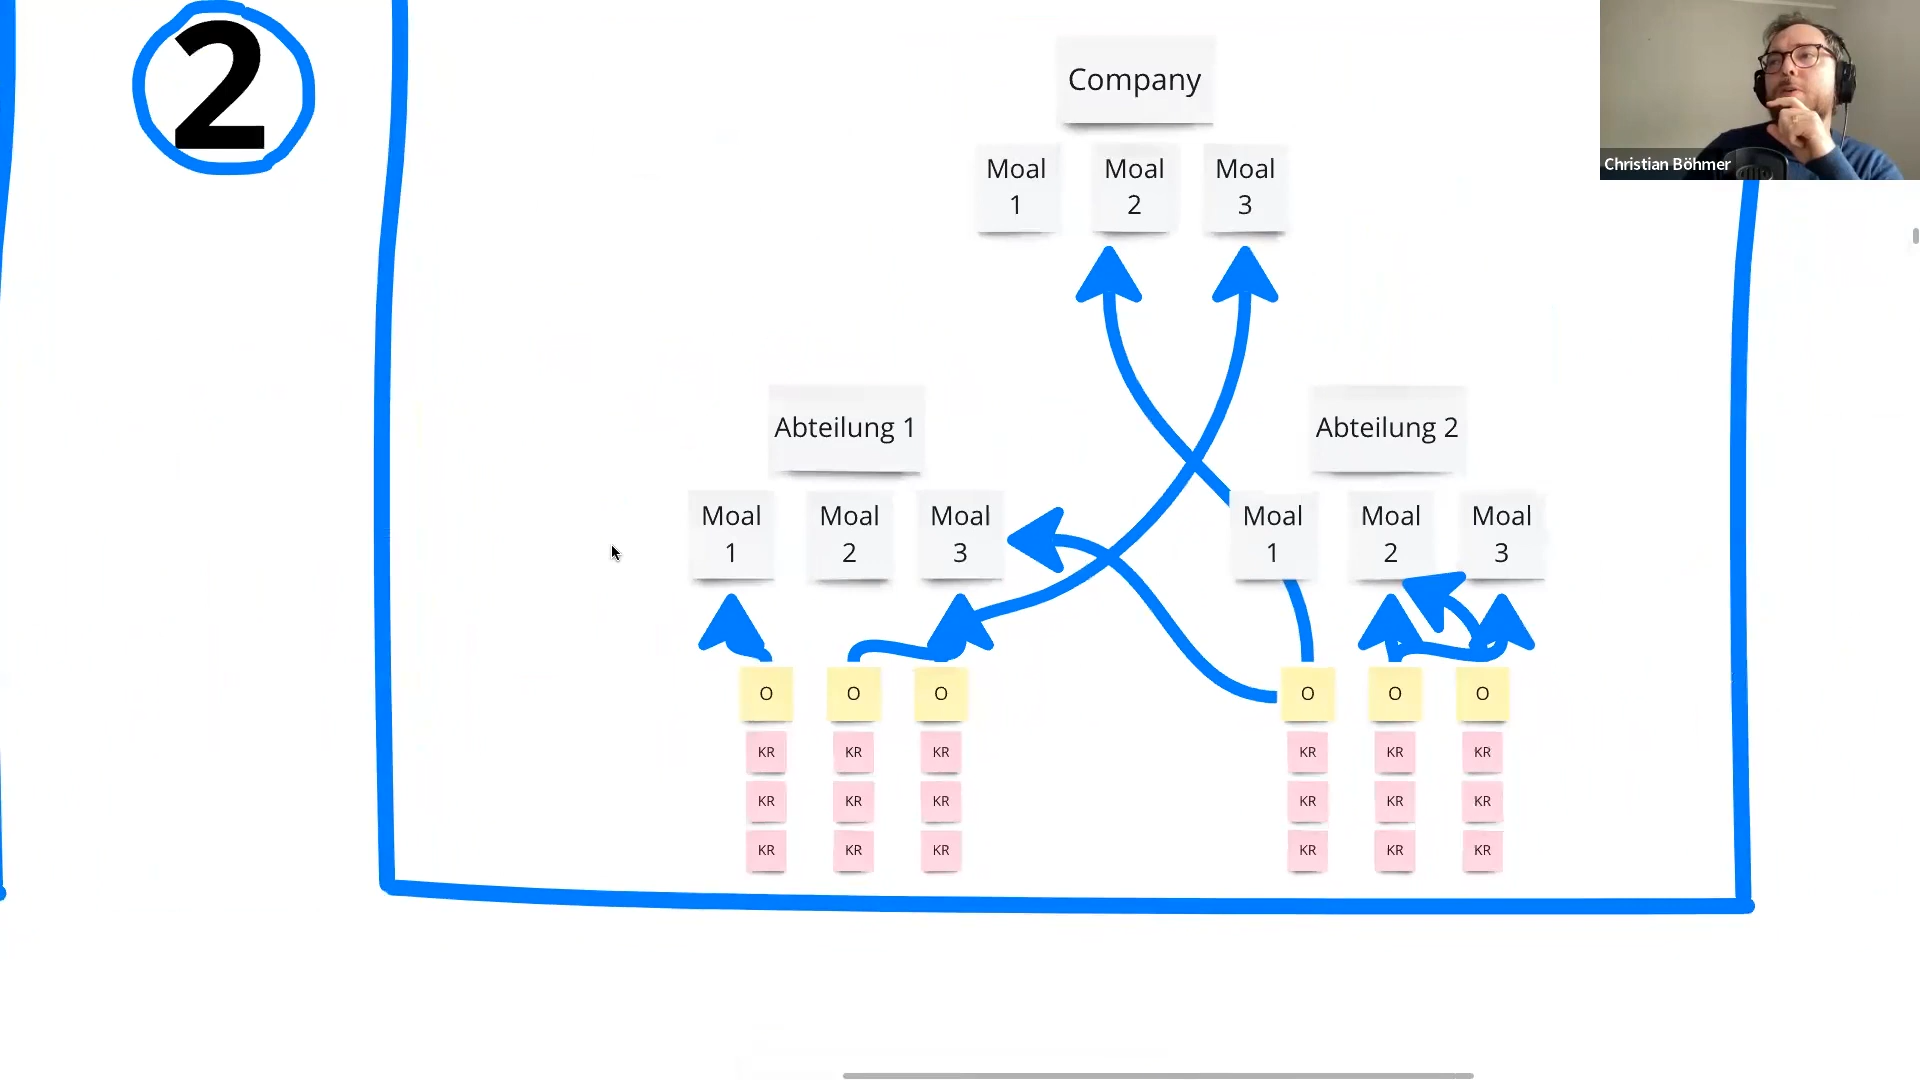 2
Company
Moal
1
Moal
2
Moal
3
Christian Böhmer
Abteilung 1
Abteilung 2
Moal
1
Moal
2
Moal
3
Moal
1
Moal
2
Moal
3
O O O O O O
KR KR KR KR KR KR
KR KR KR KR KR KR
KR KR KR KR KR KR